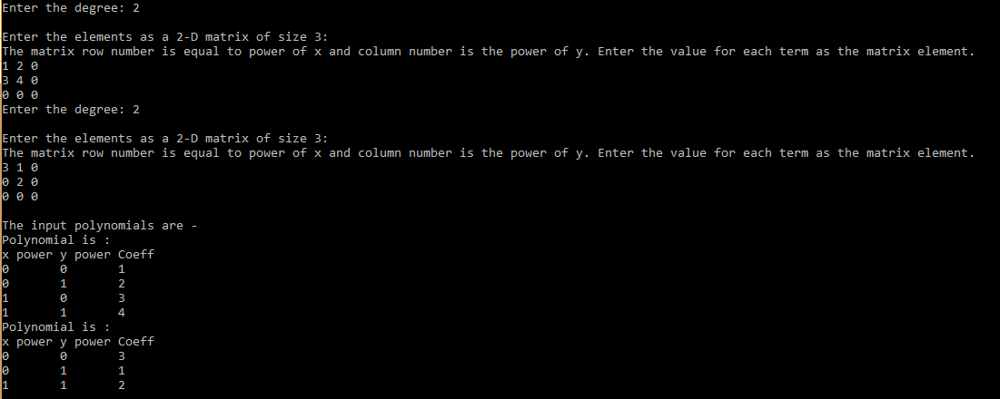 Enter the degree: 2
Enter the elements as a 2-D matrix of size 3:
The matrix row number is equal to power of x and column number is the power of y. Enter the value for each term as the matrix element.
1 2 0
3 4 0
0 0 0
Enter the degree: 2
Enter the elements as a 2-D matrix of size 3:
The matrix row number is equal to power of x and column number is the power of y. Enter the value for each term as the matrix element.
3 1 0
0 2 0
0 0 0
The input polynomials are -
Polynomial is :
x power y power Coeff
0       0       1
0       1       2
1       0       3
1       1       4
Polynomial is :
x power y power Coeff
0       0       3
0       1       1
1       1       2